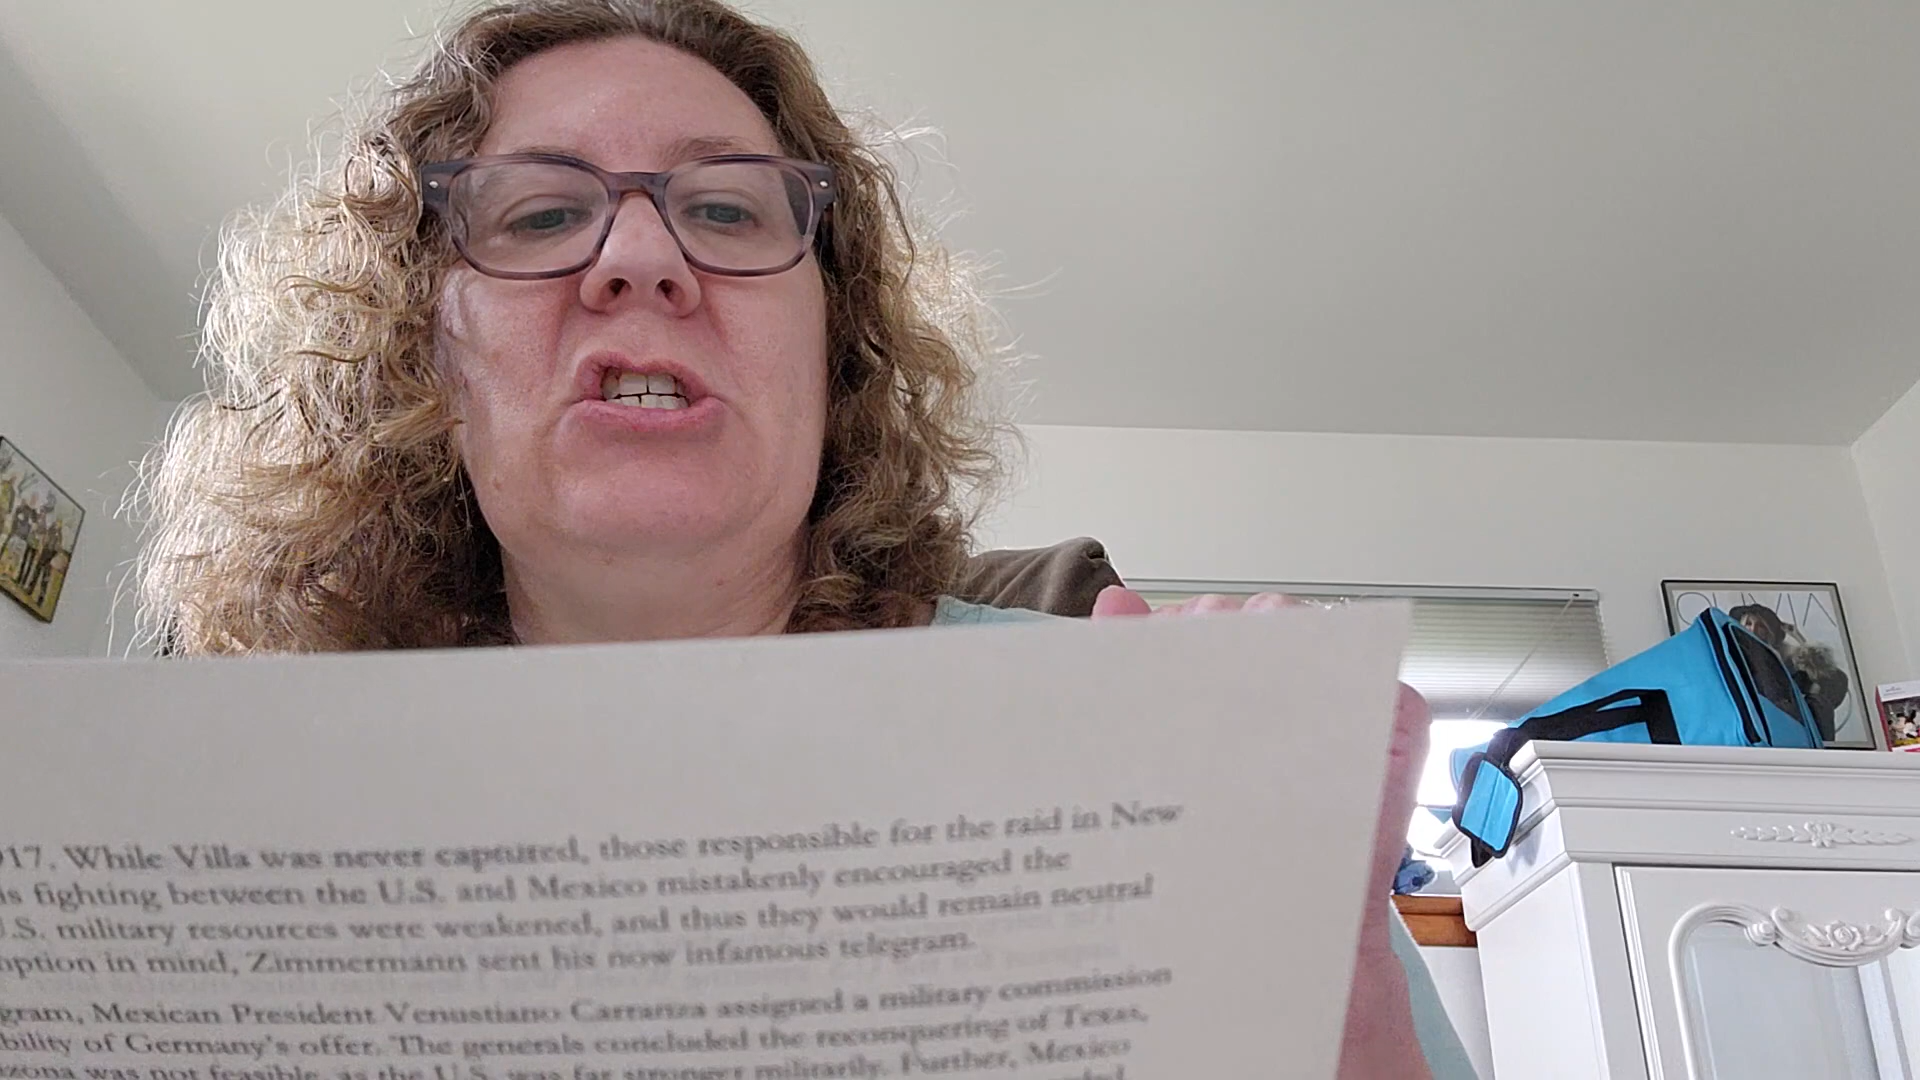 OLIVIA
17. While Villa was never captured, those responsible for the raid in New
is fighting between the U.S. and Mexico mistakenly encouraged the
U.S. military resources were weakened, and thus they would remain neutral
option in mind, Zimmermann sent his now infamous telegram.
gram, Mexican President Venustiano Carranza assigned a military commission
bility of Germany's offer. The generals concluded the reconquering of Texas,
izona was not feasible, as the U.S. was far stronger militarily. Further, Mexico